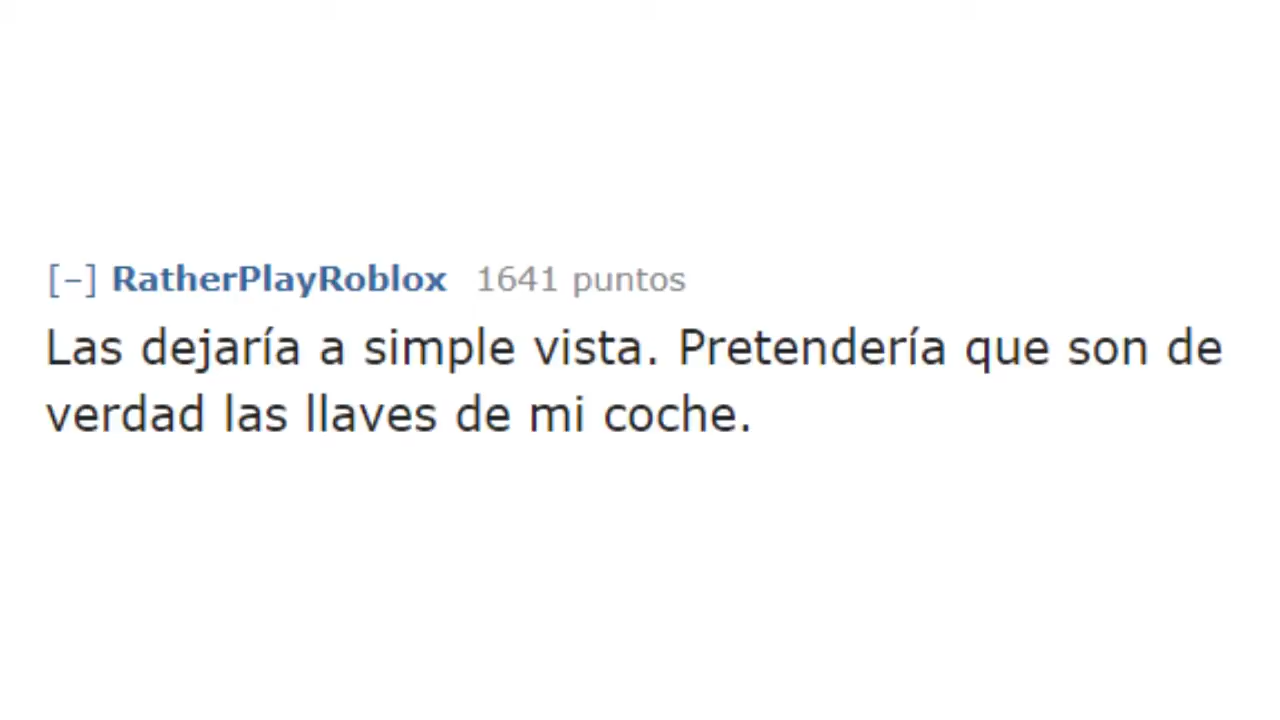 [–] RatherPlayRoblox 1641 puntos
Las dejaría a simple vista. Pretendería que son de
verdad las llaves de mi coche.